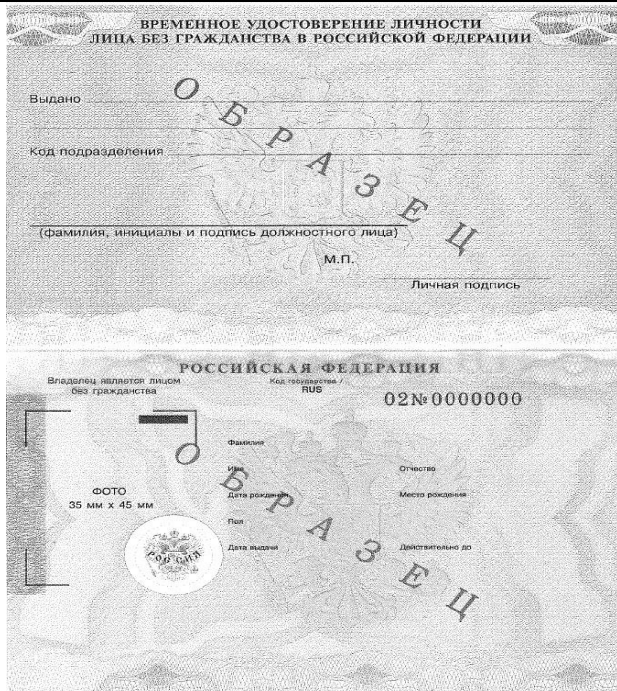 ВРЕМЕННОЕ УДОСТОВЕРЕНИЕ ЛИЧНОСТИ
ЛИЦА БЕЗ ГРАЖДАНСТВА В РОССИЙСКОЙ ФЕДЕРАЦИИ
Выдано
Код подразделения
ОБРАЗЕЦ
(фамилия, инициалы и подпись должностного лица)
М.П.
Личная подпись
РОССИЙСКАЯ ФЕДЕРАЦИЯ
Владелец является лицом
без гражданства
Код государства /
RUS
02№0000000
Фамилия
Имя
Отчество
Дата рождения
Место рождения
Пол
Дата выдачи
Действительно до
ФОТО
35 мм х 45 мм
РОССИЯ
ОБРАЗЕЦ